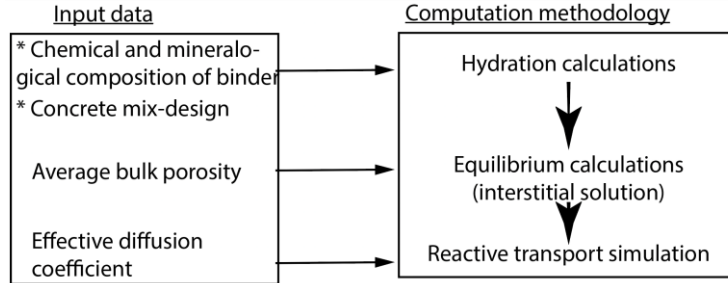 Input data
* Chemical and mineralo-
gical composition of binder
* Concrete mix-design
Average bulk porosity
Effective diffusion
coefficient
Computation methodology
Hydration calculations
Equilibrium calculations
(interstitial solution)
Reactive transport simulation